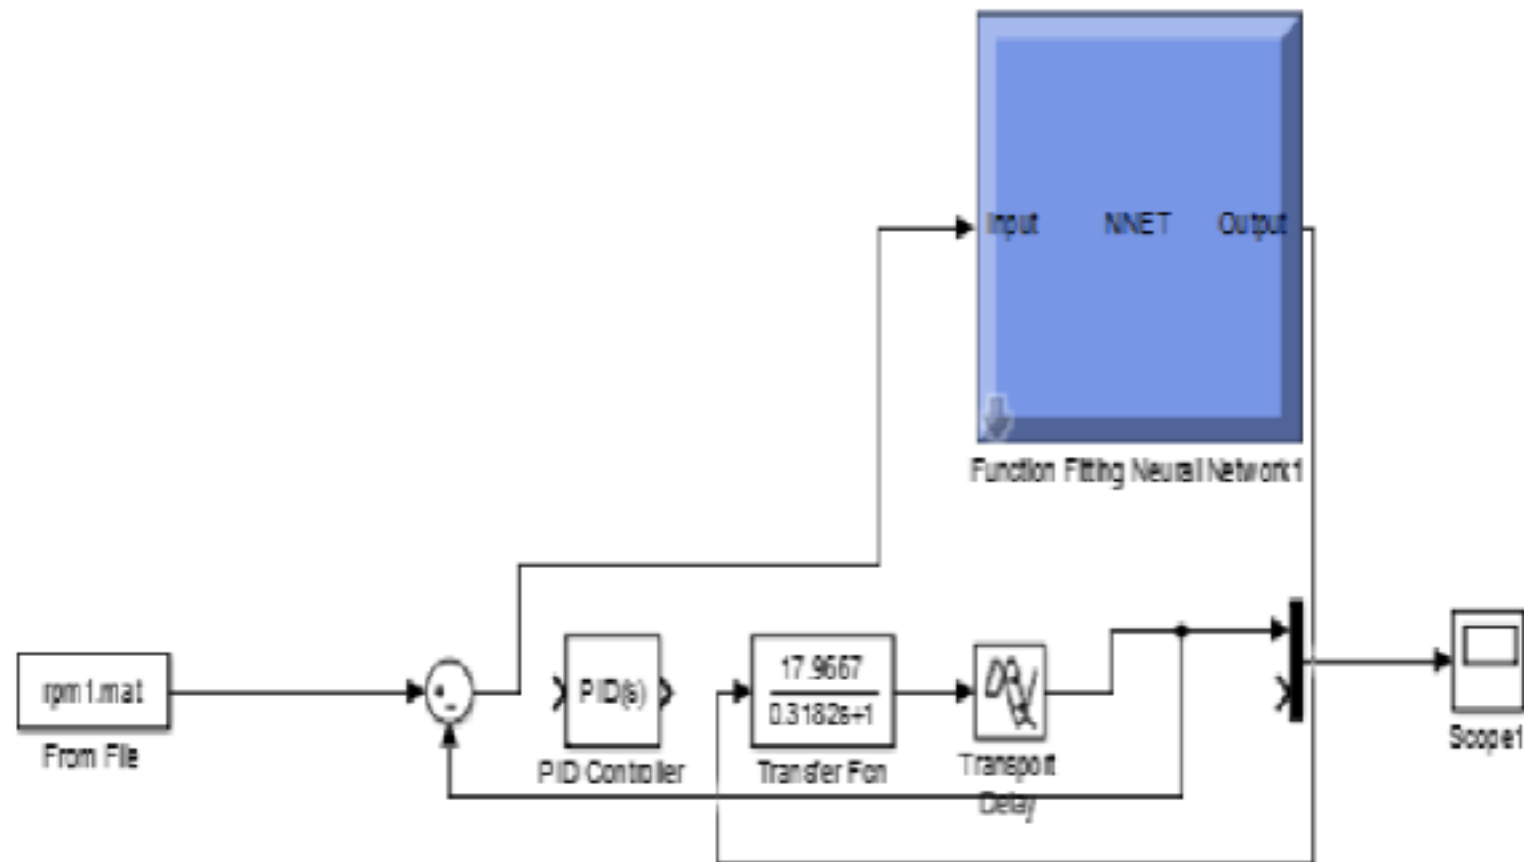 Input NNET Output
Function Fitting Neural Network1
rpm1.mat
From File
+
-
PID(s)
PID Controller
17.9667
0.3182s+1
Transfer Fcn
Transport
Delay
Scope1